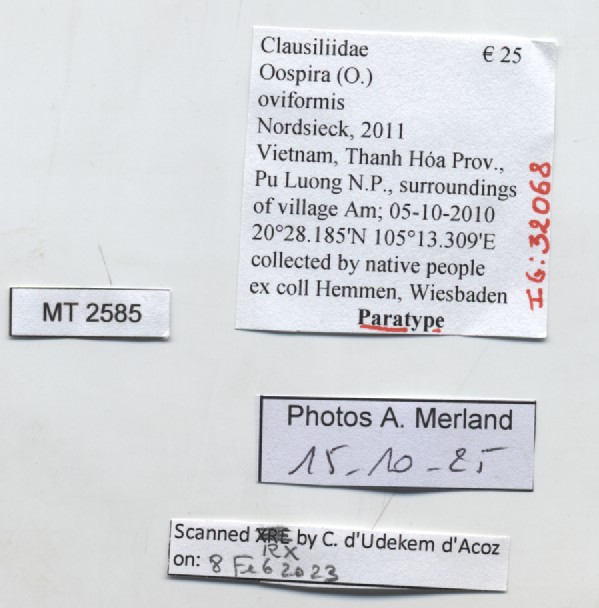 Clausiliidae € 25
Oospira (O.)
oviformis
Nordsieck, 2011
Vietnam, Thanh Hóa Prov.,
Pu Luong N.P., surroundings
of village Am; 05-10-2010
20°28.185'N 105°13.309'E
collected by native people
ex coll Hemmen, Wiesbaden
Paratype
IG:32068
MT 2585
Photos A. Merland
15-10-25
Scanned XRE by C. d'Udekem d'Acoz
RX
on: 8 Feb 2023